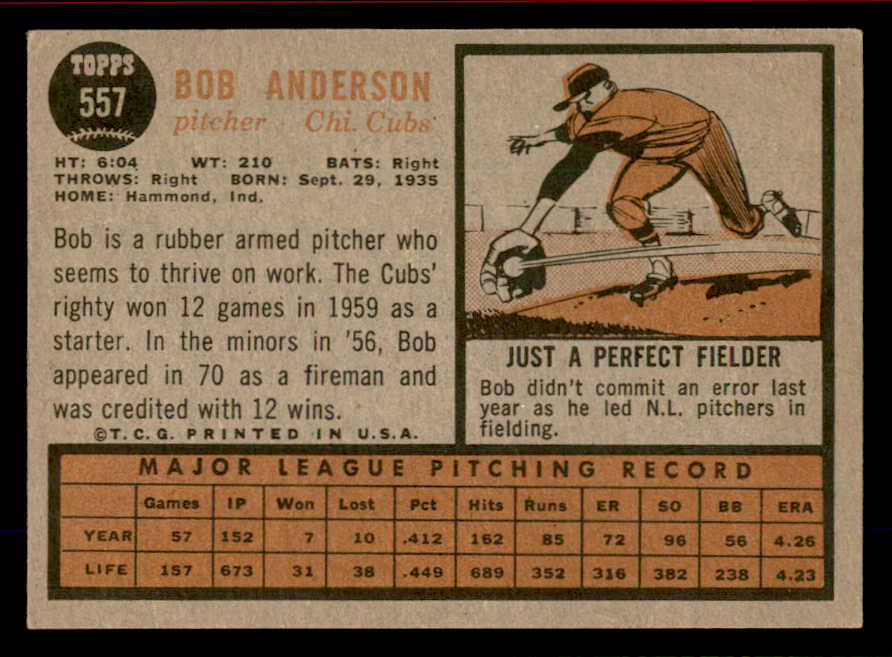 TOPPS
557
BOB ANDERSON
pitcher - Chi. Cubs
HT: 6:04 WT: 210 BATS: Right
THROWS: Right BORN: Sept. 29, 1935
HOME: Hammond, Ind.
Bob is a rubber armed pitcher who
seems to thrive on work. The Cubs'
righty won 12 games in 1959 as a
starter. In the minors in '56, Bob
appeared in 70 as a fireman and
was credited with 12 wins.
©T.C.G. PRINTED IN U.S.A.
JUST A PERFECT FIELDER
Bob didn't commit an error last
year as he led N.L. pitchers in
fielding.
MAJOR LEAGUE PITCHING RECORD
Games IP Won Lost Pct Hits Runs ER SO BB ERA
YEAR 57 152 7 10 .412 162 85 72 96 56 4.26
LIFE 157 673 31 38 .449 689 352 316 382 238 4.23